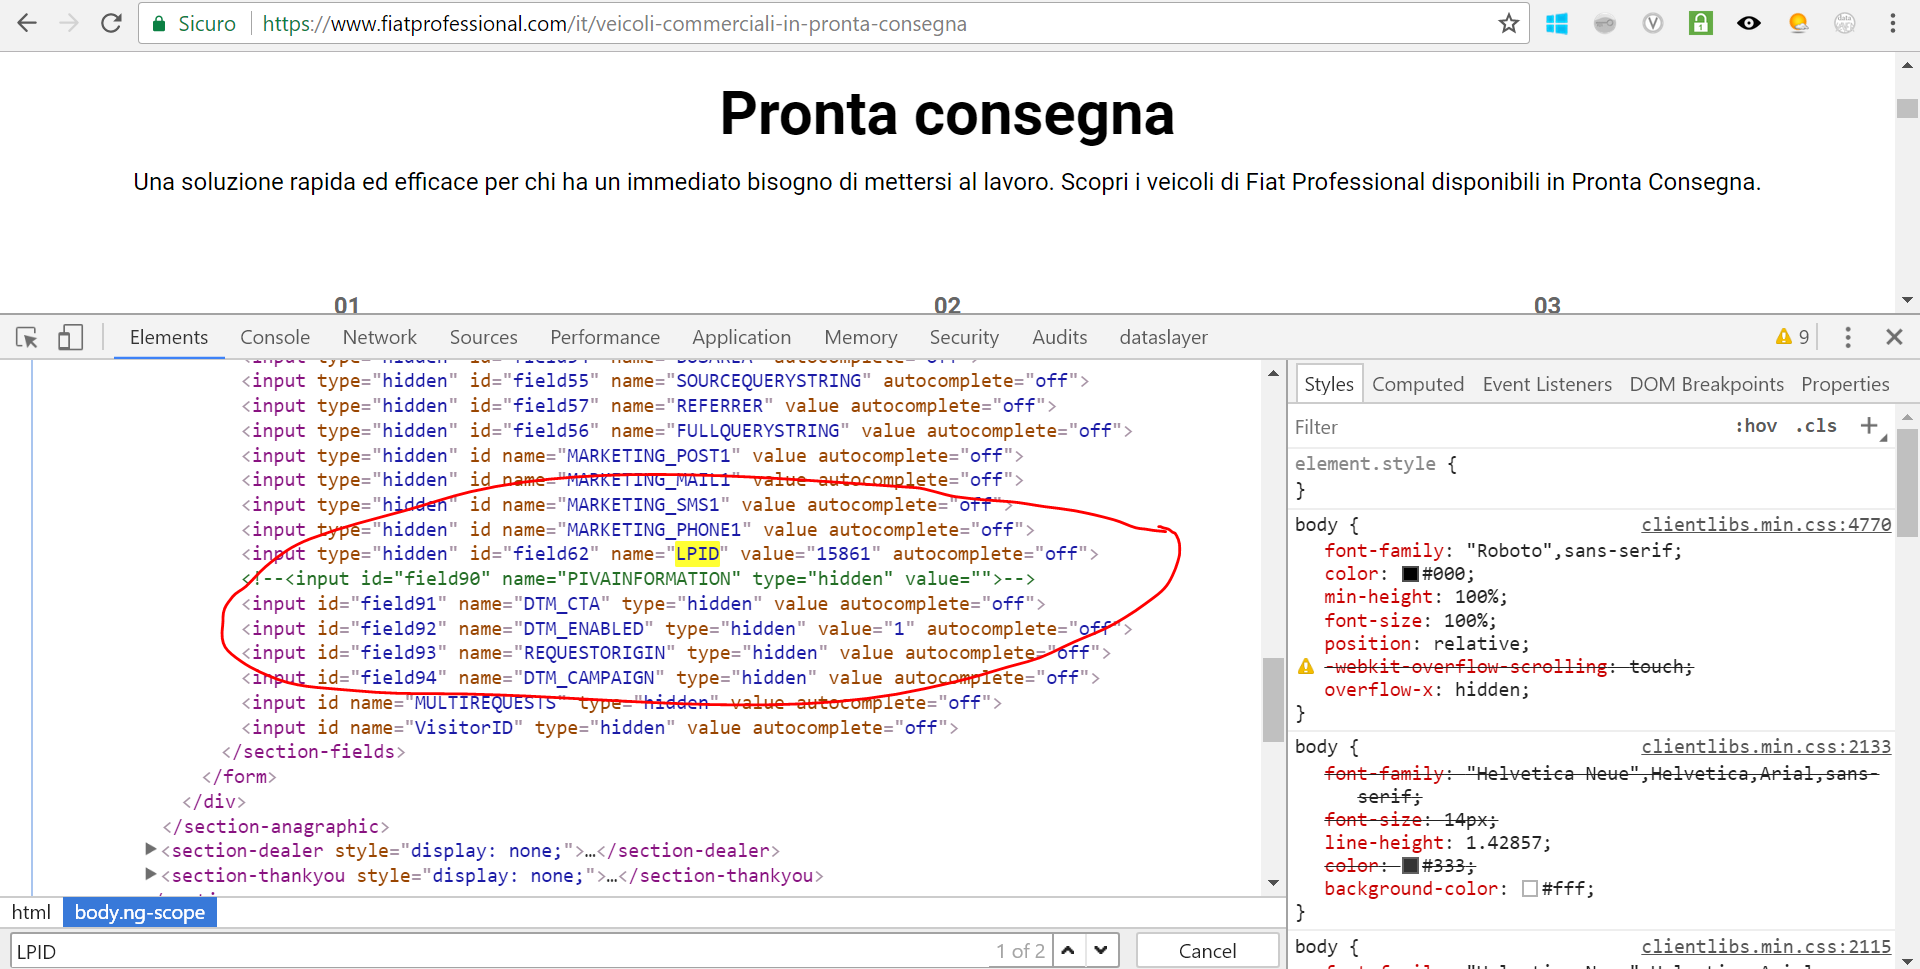 Sicuro https://www.fiatprofessional.com/it/veicoli-commerciali-in-pronta-consegna
Pronta consegna
Una soluzione rapida ed efficace per chi ha un immediato bisogno di mettersi al lavoro. Scopri i veicoli di Fiat Professional disponibili in Pronta Consegna.
01 02 03
Elements Console Network Sources Performance Application Memory Security Audits dataslayer 9
<input type="hidden" id="field55" name="SOURCEQUERYSTRING" autocomplete="off">
<input type="hidden" id="field57" name="REFERRER" value autocomplete="off">
<input type="hidden" id="field56" name="FULLQUERYSTRING" value autocomplete="off">
<input type="hidden" id name="MARKETING_POST1" value autocomplete="off">
<input type="hidden" id name="MARKETING_MAIL1" value autocomplete="off">
<input type="hidden" id name="MARKETING_SMS1" value autocomplete="off">
<input type="hidden" id name="MARKETING_PHONE1" value autocomplete="off">
<input type="hidden" id="field62" name="LPID" value="15861" autocomplete="off">
<!--<input id="field90" name="PIVAINFORMATION" type="hidden" value="">-->
<input id="field91" name="DTM_CTA" type="hidden" value autocomplete="off">
<input id="field92" name="DTM_ENABLED" type="hidden" value="1" autocomplete="off">
<input id="field93" name="REQUESTORIGIN" type="hidden" value autocomplete="off">
<input id="field94" name="DTM_CAMPAIGN" type="hidden" value autocomplete="off">
<input id name="MULTIREQUESTS" type="hidden" value autocomplete="off">
<input id name="VisitorID" type="hidden" value autocomplete="off">
</section-fields>
</form>
</div>
</section-anagraphic>
<section-dealer style="display: none;">…</section-dealer>
<section-thankyou style="display: none;">…</section-thankyou>
html body.ng-scope
LPID 1 of 2 Cancel
Styles Computed Event Listeners DOM Breakpoints Properties
Filter :hov .cls +
element.style {
}
body { clientlibs.min.css:4770
font-family: "Roboto",sans-serif;
color: #000;
min-height: 100%;
font-size: 100%;
position: relative;
-webkit-overflow-scrolling: touch;
overflow-x: hidden;
}
body { clientlibs.min.css:2133
font-family: "Helvetica Neue",Helvetica,Arial,sans-
serif;
font-size: 14px;
line-height: 1.42857;
color: #333;
background-color: #fff;
}
body { clientlibs.min.css:2115